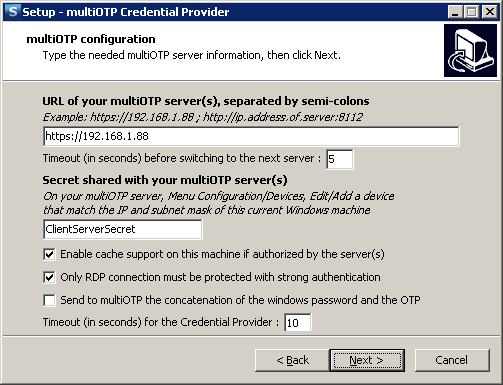 Setup - multiOTP Credential Provider
multiOTP configuration
Type the needed multiOTP server information, then click Next.
URL of your multiOTP server(s), separated by semi-colons
Example: https://192.168.1.88 ; http://ip.address.of.server:8112
https://192.168.1.88
Timeout (in seconds) before switching to the next server : 5
Secret shared with your multiOTP server(s)
On your multiOTP server, Menu Configuration/Devices, Edit/Add a device
that match the IP and subnet mask of this current Windows machine
ClientServerSecret
Enable cache support on this machine if authorized by the server(s)
Only RDP connection must be protected with strong authentication
Send to multiOTP the concatenation of the windows password and the OTP
Timeout (in seconds) for the Credential Provider : 10
< Back Next > Cancel